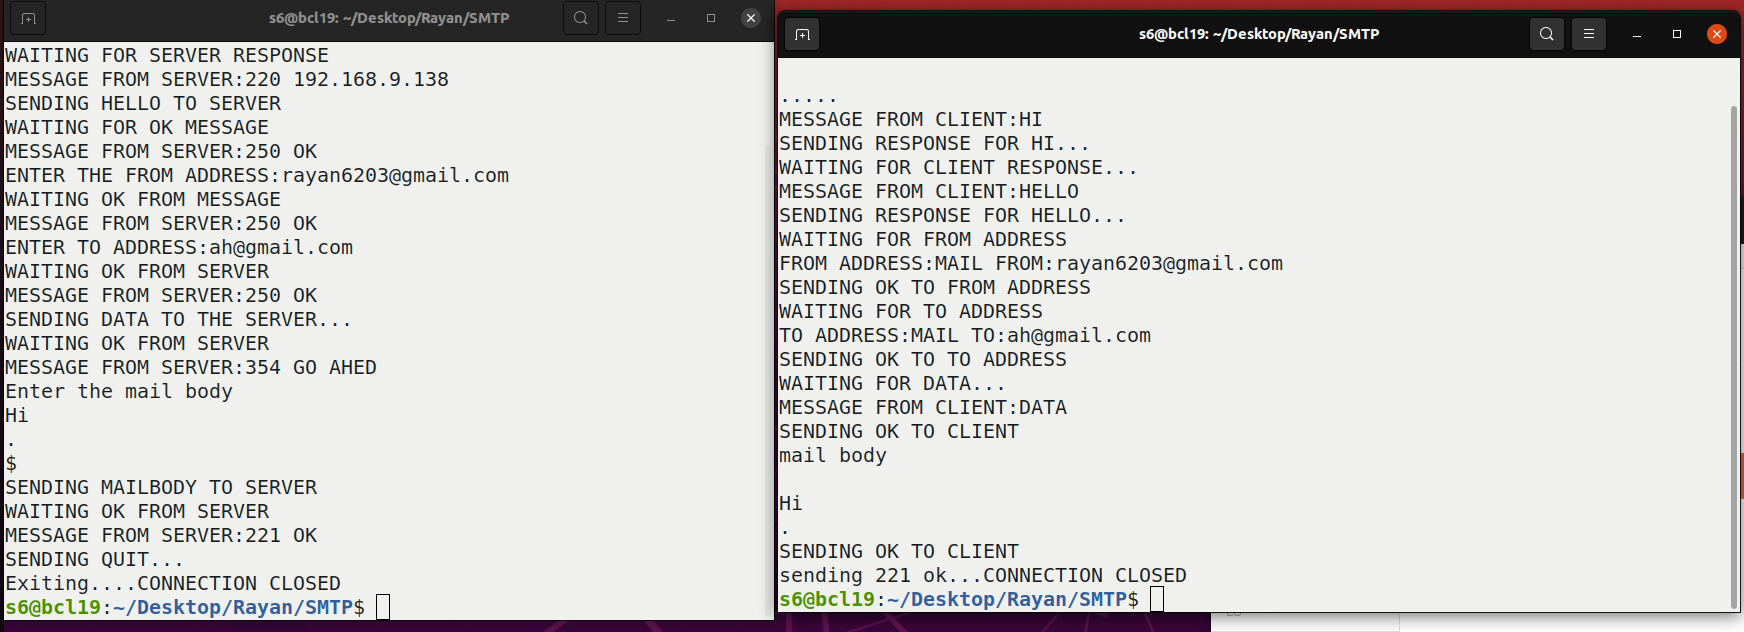 s6@bcl19: ~/Desktop/Rayan/SMTP
WAITING FOR SERVER RESPONSE
MESSAGE FROM SERVER:220 192.168.9.138
SENDING HELLO TO SERVER
WAITING FOR OK MESSAGE
MESSAGE FROM SERVER:250 OK
ENTER THE FROM ADDRESS:rayan6203@gmail.com
WAITING OK FROM MESSAGE
MESSAGE FROM SERVER:250 OK
ENTER TO ADDRESS:ah@gmail.com
WAITING OK FROM SERVER
MESSAGE FROM SERVER:250 OK
SENDING DATA TO THE SERVER...
WAITING OK FROM SERVER
MESSAGE FROM SERVER:354 GO AHED
Enter the mail body
Hi
.
$
SENDING MAILBODY TO SERVER
WAITING OK FROM SERVER
MESSAGE FROM SERVER:221 OK
SENDING QUIT...
Exiting....CONNECTION CLOSED
s6@bcl19:~/Desktop/Rayan/SMTP$
s6@bcl19: ~/Desktop/Rayan/SMTP
.....
MESSAGE FROM CLIENT:HI
SENDING RESPONSE FOR HI...
WAITING FOR CLIENT RESPONSE...
MESSAGE FROM CLIENT:HELLO
SENDING RESPONSE FOR HELLO...
WAITING FOR FROM ADDRESS
FROM ADDRESS:MAIL FROM:rayan6203@gmail.com
SENDING OK TO FROM ADDRESS
WAITING FOR TO ADDRESS
TO ADDRESS:MAIL TO:ah@gmail.com
SENDING OK TO TO ADDRESS
WAITING FOR DATA...
MESSAGE FROM CLIENT:DATA
SENDING OK TO CLIENT
mail body
Hi
.
SENDING OK TO CLIENT
sending 221 ok...CONNECTION CLOSED
s6@bcl19:~/Desktop/Rayan/SMTP$